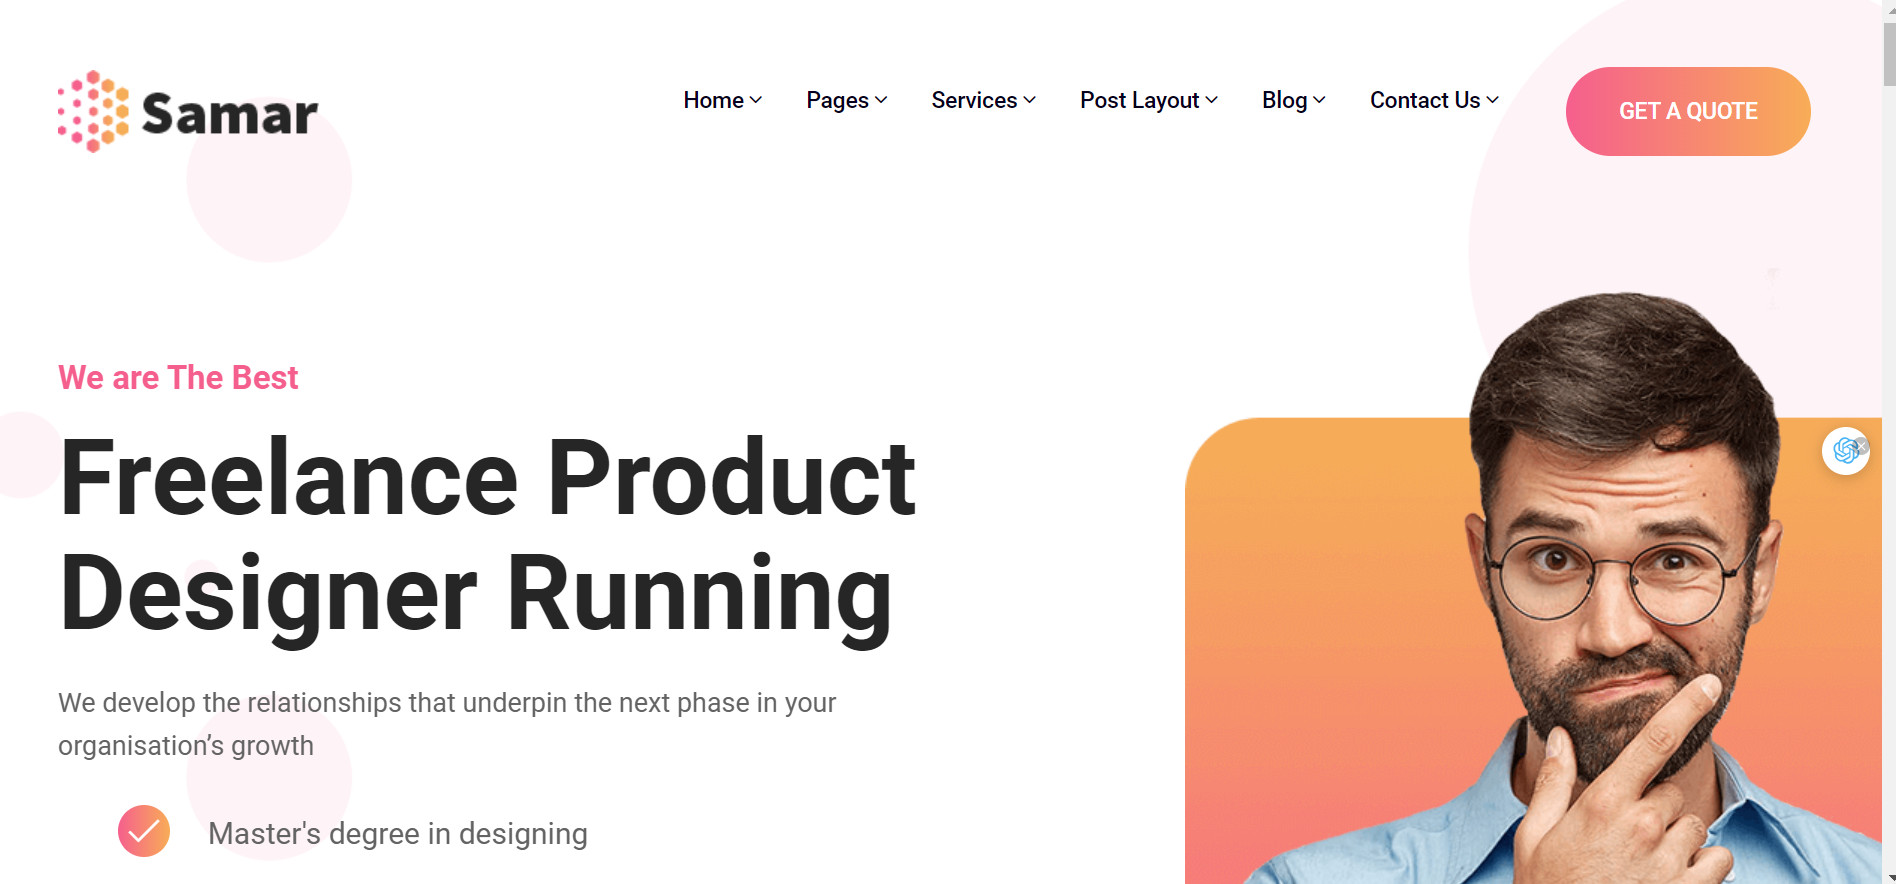 Samar
Home Pages Services Post Layout Blog Contact Us
GET A QUOTE
We are The Best
Freelance Product
Designer Running
We develop the relationships that underpin the next phase in your
organisation’s growth
Master's degree in designing